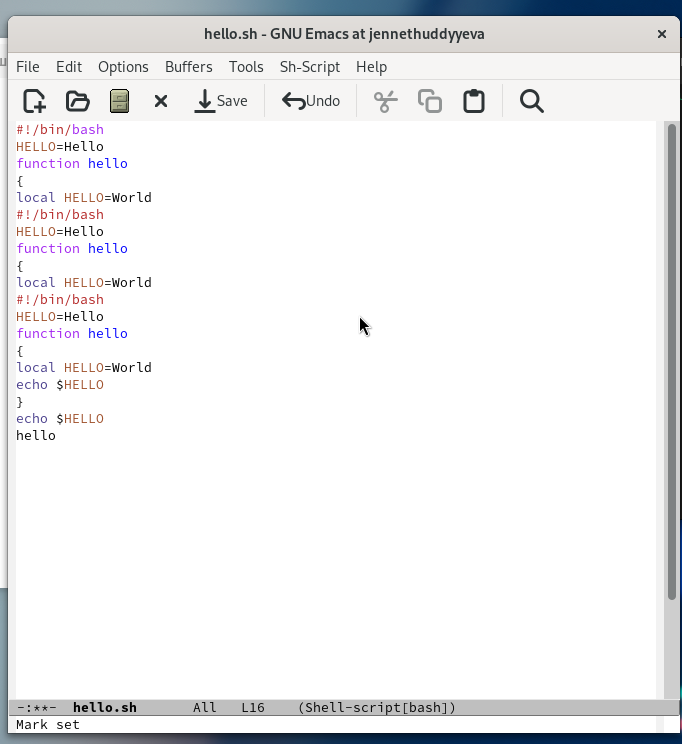 hello.sh - GNU Emacs at jennethuddyyeva
File Edit Options Buffers Tools Sh-Script Help
Save Undo
#!/bin/bash
HELLO=Hello
function hello
{
local HELLO=World
#!/bin/bash
HELLO=Hello
function hello
{
local HELLO=World
#!/bin/bash
HELLO=Hello
function hello
{
local HELLO=World
echo $HELLO
}
echo $HELLO
hello
-:**- hello.sh All L16 (Shell-script[bash])
Mark set